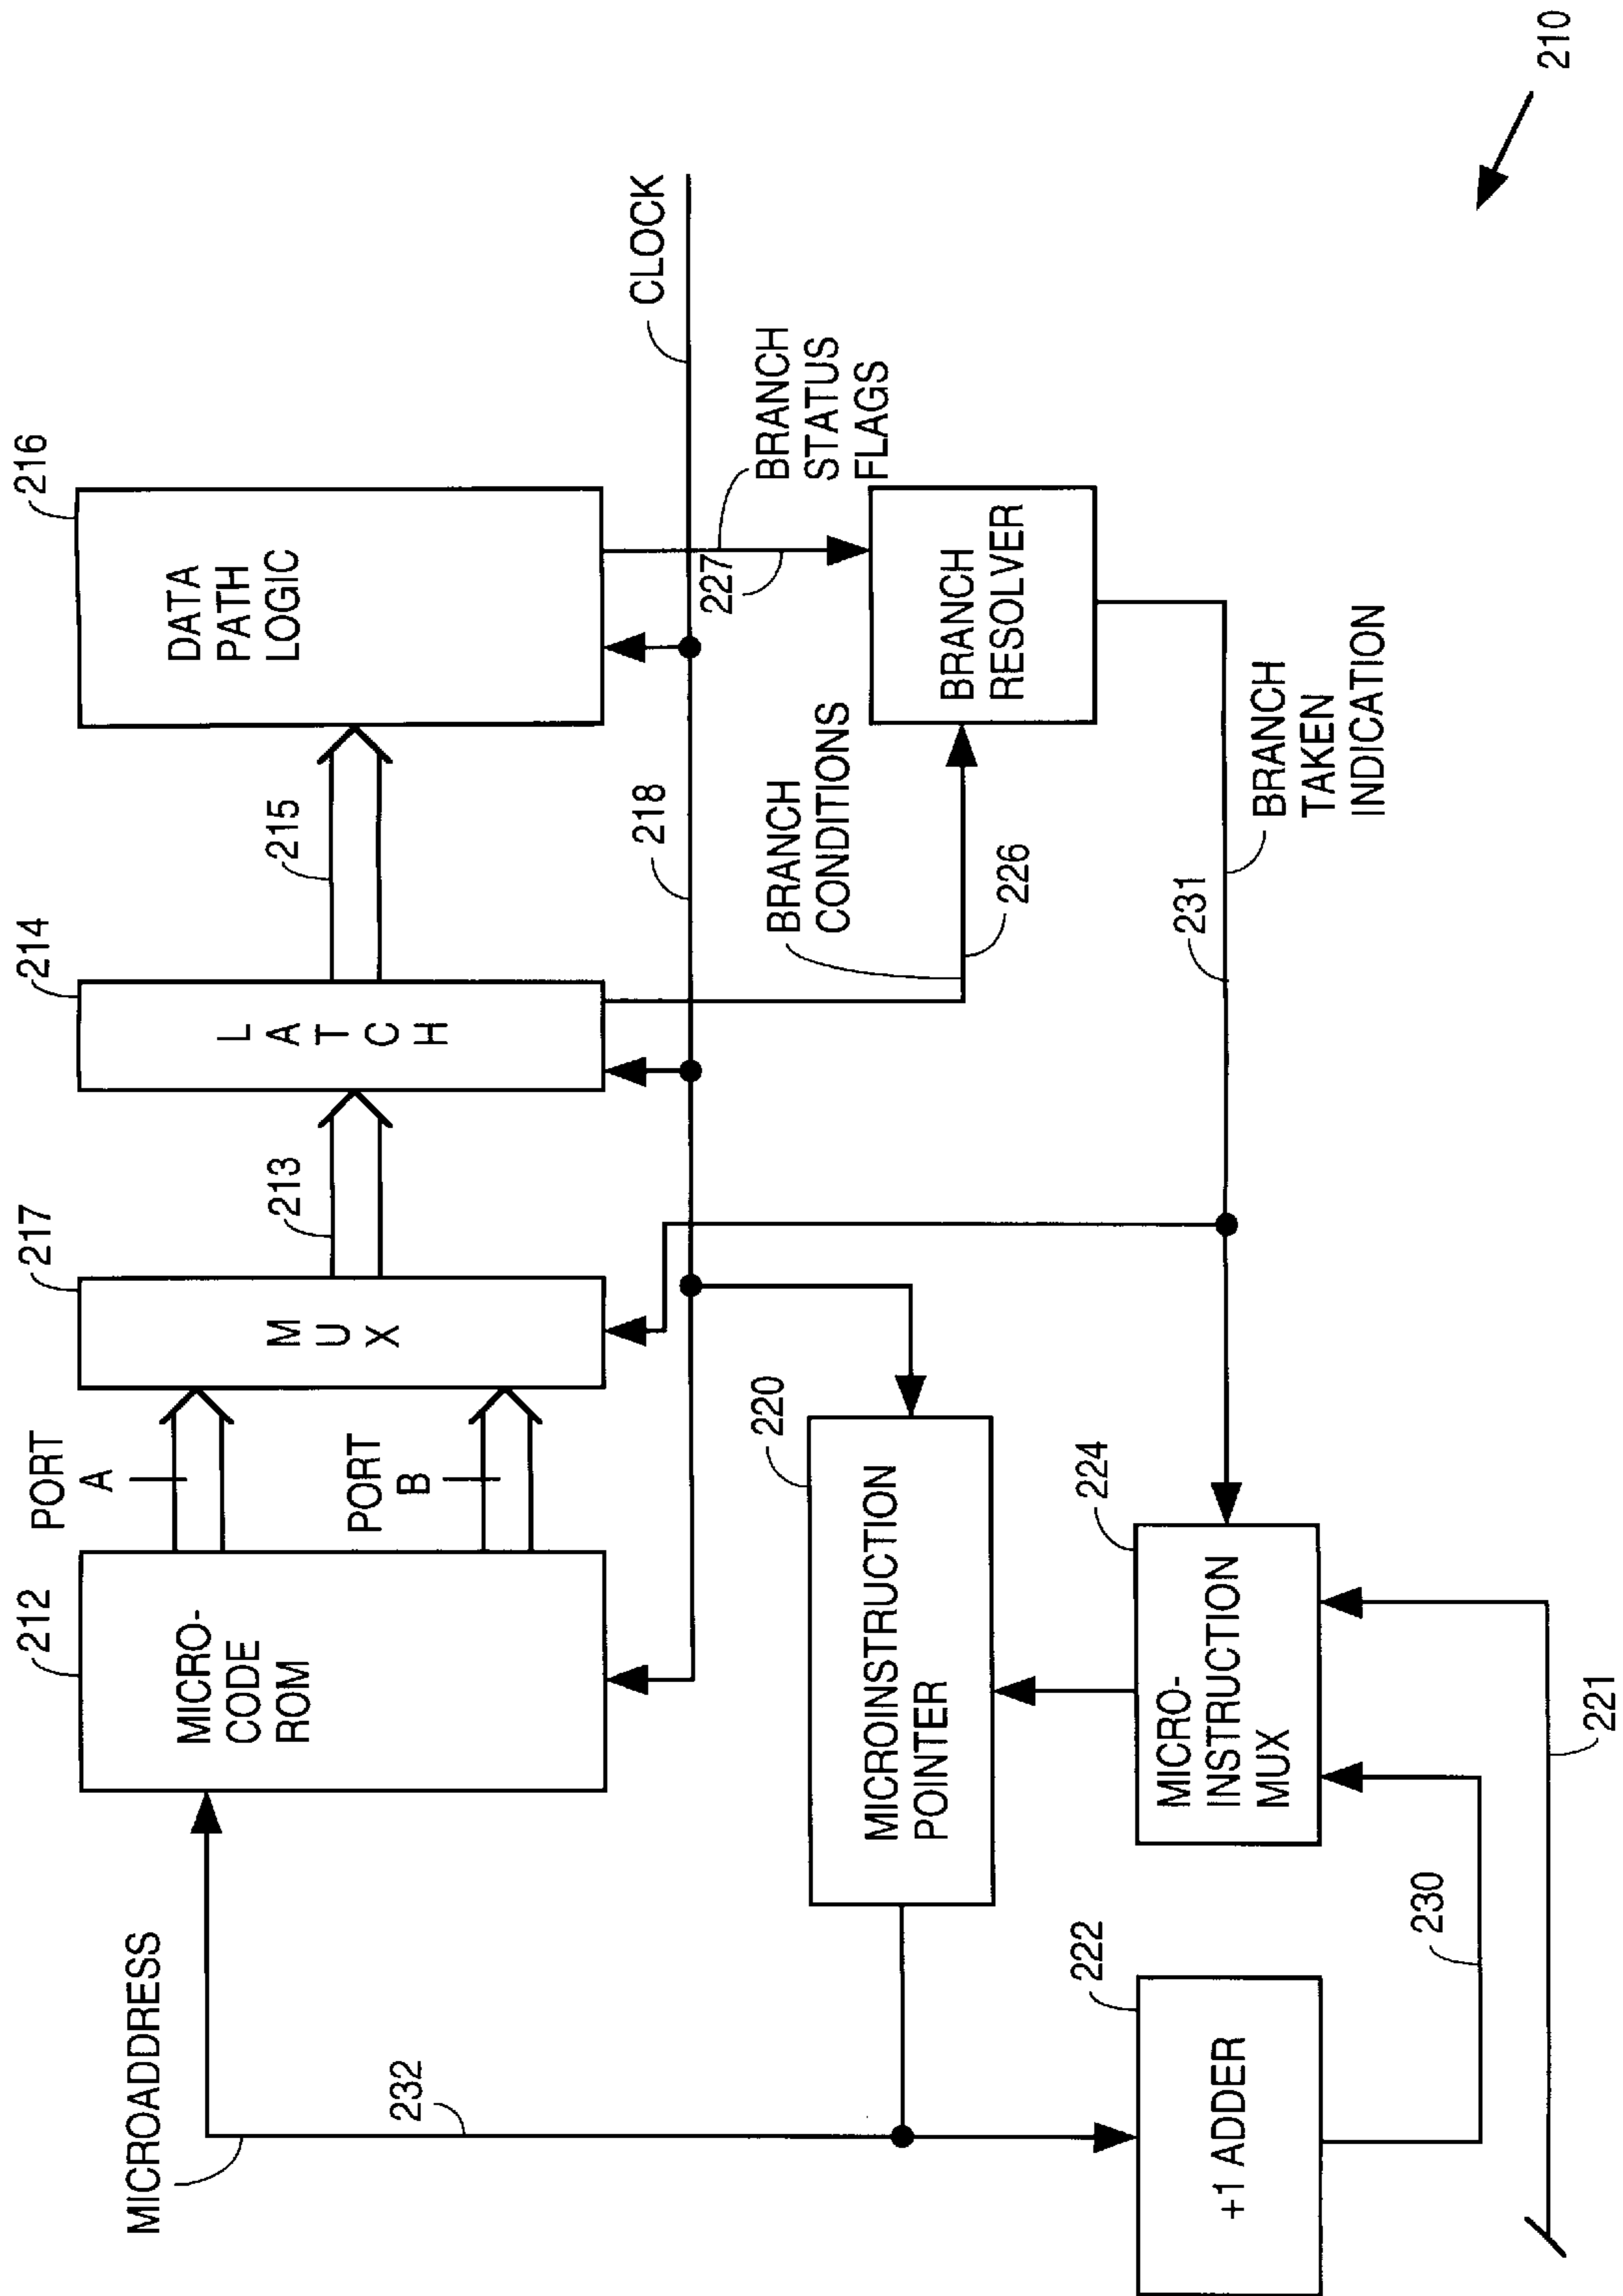 216
214
217
212
DATA
PATH
LOGIC
L
A
T
C
H
M
U
X
MICRO-
CODE
ROM
PORT
A
PORT
B
213
215
MICROADDRESS
CLOCK
218
BRANCH
STATUS
FLAGS
227
BRANCH
CONDITIONS
226
BRANCH
RESOLVER
220
MICROINSTRUCTION
POINTER
232
222
+1 ADDER
224
MICRO-
INSTRUCTION
MUX
231
BRANCH
TAKEN
INDICATION
230
221
210